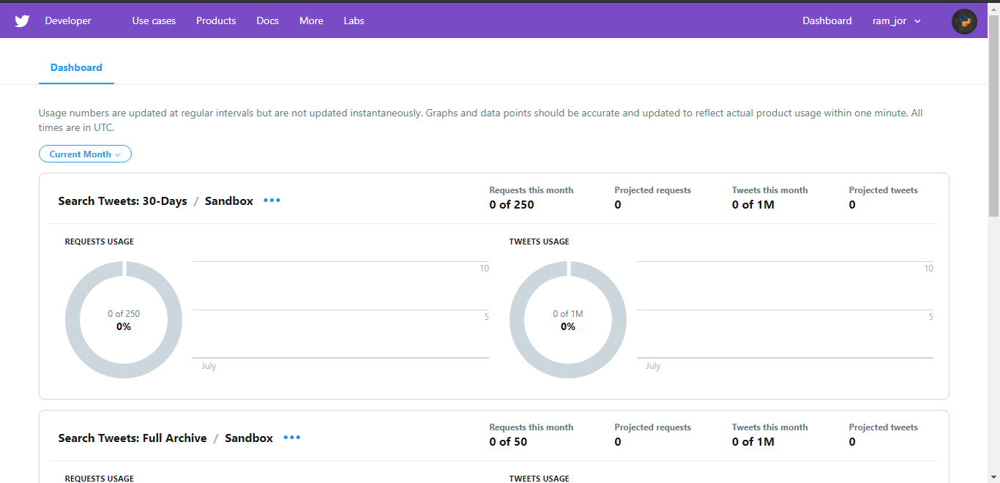 Developer Use cases Products Docs More Labs Dashboard ram_jor
Dashboard
Usage numbers are updated at regular intervals but are not updated instantaneously. Graphs and data points should be accurate and updated to reflect actual product usage within one minute. All
times are in UTC.
Current Month
Search Tweets: 30-Days / Sandbox •••
Requests this month
0 of 250
Projected requests
0
Tweets this month
0 of 1M
Projected tweets
0
REQUESTS USAGE
0 of 250
0%
10
5
July
TWEETS USAGE
0 of 1M
0%
10
5
July
Search Tweets: Full Archive / Sandbox •••
Requests this month
0 of 50
Projected requests
0
Tweets this month
0 of 1M
Projected tweets
0
REQUESTS USAGE
TWEETS USAGE